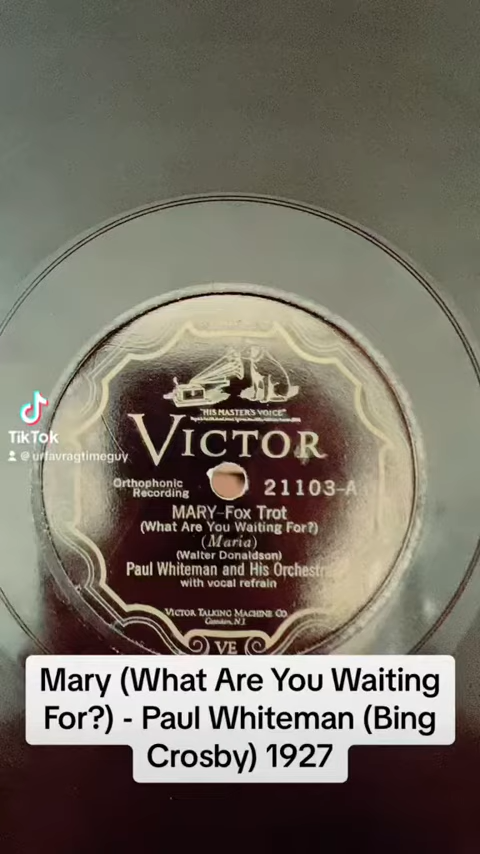 "HIS MASTER'S VOICE"
VICTOR
Orthophonic
Recording
21103-A
MARY-Fox Trot
(What Are You Waiting For?)
(Maria)
(Walter Donaldson)
Paul Whiteman and His Orchestra
with vocal refrain
VICTOR TALKING MACHINE CO
Camden, N.J.
VE
TikTok
@urfavragtimeguy
Mary (What Are You Waiting
For?) - Paul Whiteman (Bing
Crosby) 1927